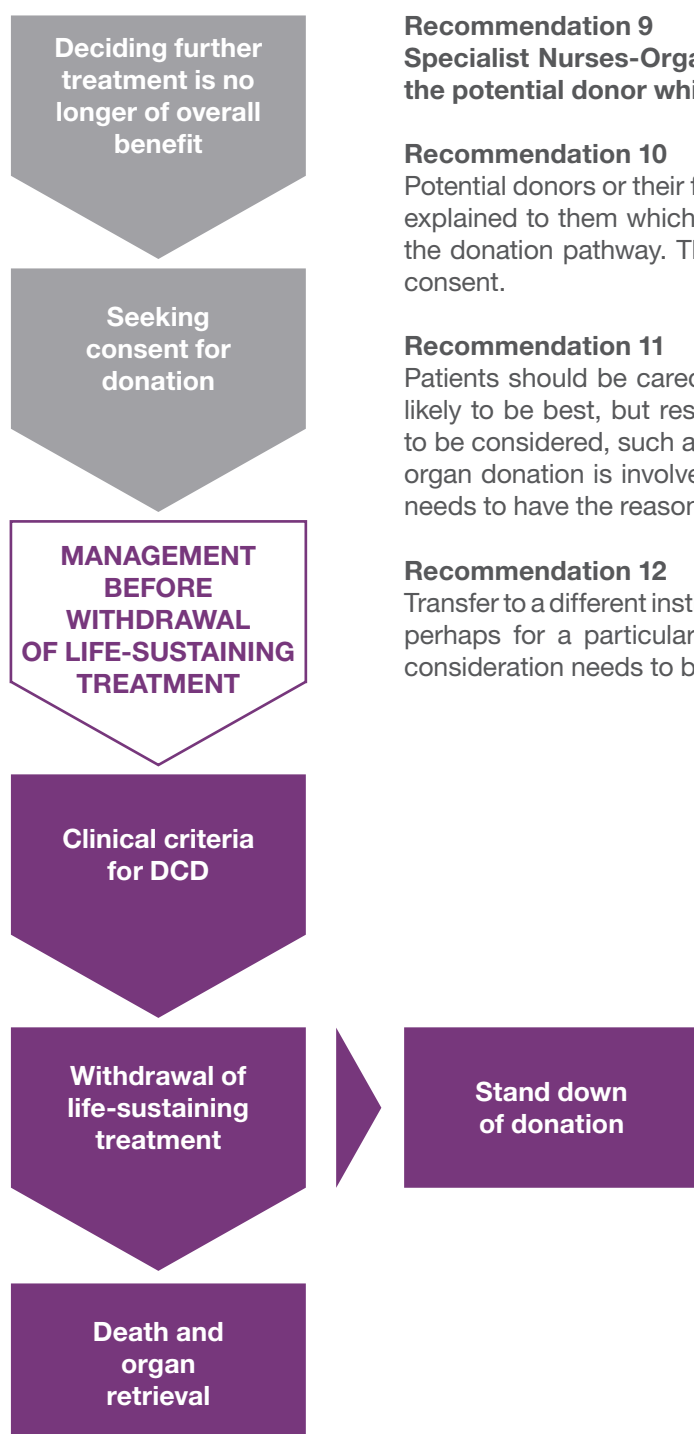 Deciding further
treatment is no
longer of overall
benefit
Seeking
consent for
donation
MANAGEMENT
BEFORE
WITHDRAWAL
OF LIFE-SUSTAINING
TREATMENT
Clinical criteria
for DCD
Withdrawal of
life-sustaining
treatment
Stand down
of donation
Death and
organ
retrieval
Recommendation 9
Specialist Nurses-Orga
the potential donor whi
Recommendation 10
Potential donors or their f
explained to them which
the donation pathway. Th
consent.
Recommendation 11
Patients should be cared
likely to be best, but res
to be considered, such a
organ donation is involve
needs to have the reason
Recommendation 12
Transfer to a different inst
perhaps for a particular
consideration needs to b